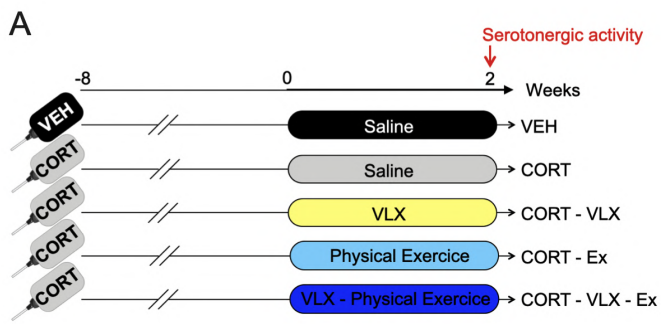 A
Serotonergic activity
-8 0 2 Weeks
VEH Saline VEH
CORT Saline CORT
CORT VLX CORT - VLX
CORT Physical Exercice CORT - Ex
CORT VLX - Physical Exercice CORT - VLX - Ex